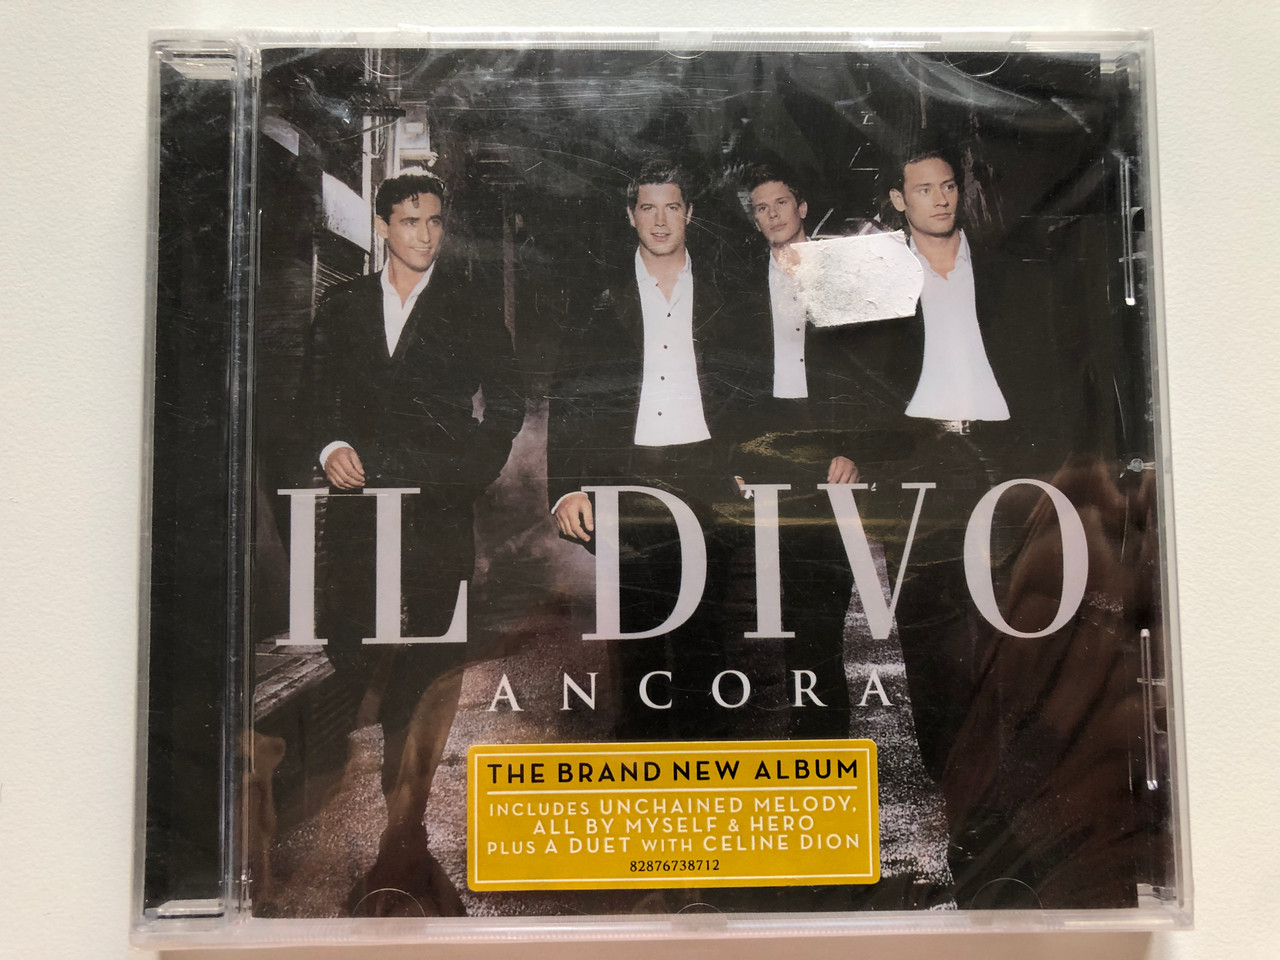 IL DIVO
ANCORA
THE BRAND NEW ALBUM
INCLUDES UNCHAINED MELODY,
ALL BY MYSELF & HERO
PLUS A DUET WITH CELINE DION
82876738712